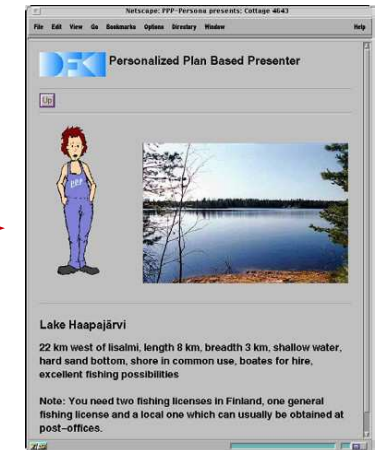 Netscape: PPP-Persona presents: Cottage 4643
File Edit View Go Bookmarks Options Directory Window Help
DFKI Personalized Plan Based Presenter
Up
PPP
Lake Haapajärvi
22 km west of Iisalmi, length 8 km, breadth 3 km, shallow water,
hard sand bottom, shore in common use, boates for hire,
excellent fishing possibilities
Note: You need two fishing licenses in Finland, one general
fishing license and a local one which can usually be obtained at
post-offices.